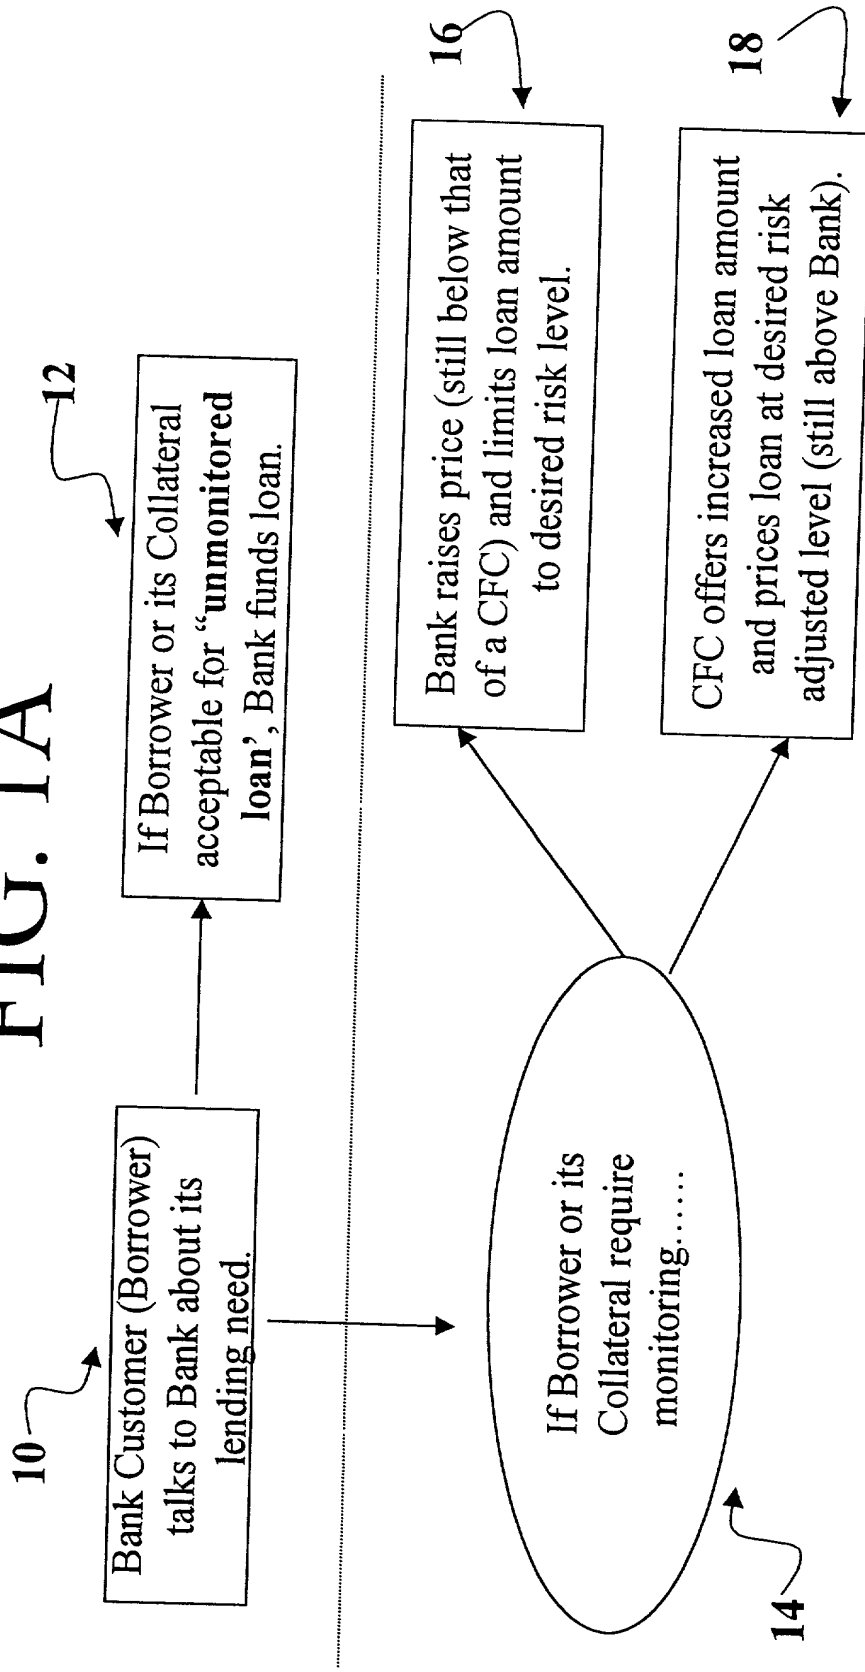 FIG. 1A
10
Bank Customer (Borrower)
talks to Bank about its
lending need.
12
If Borrower or its Collateral
acceptable for “unmonitored
loan’, Bank funds loan.
14
If Borrower or its
Collateral require
monitoring.......
16
Bank raises price (still below that
of a CFC) and limits loan amount
to desired risk level.
18
CFC offers increased loan amount
and prices loan at desired risk
adjusted level (still above Bank).